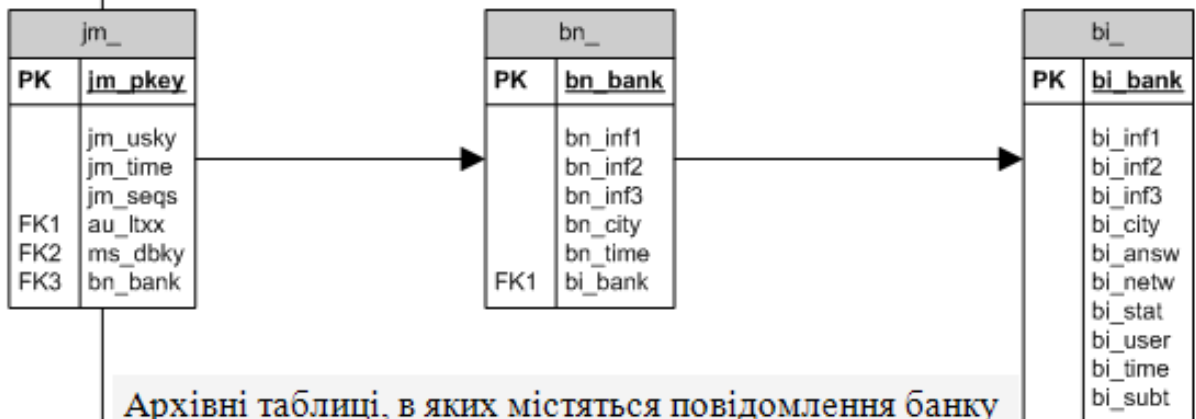 jm_
PK jm_pkey
jm_usky
jm_time
jm_seqs
FK1 au_ltxx
FK2 ms_dbky
FK3 bn_bank
bn_
PK bn_bank
bn_inf1
bn_inf2
bn_inf3
bn_city
bn_time
FK1 bi_bank
bi_
PK bi_bank
bi_inf1
bi_inf2
bi_inf3
bi_city
bi_answ
bi_netw
bi_stat
bi_user
bi_time
bi_subt
Архівні таблиці, в яких містяться повідомлення банку